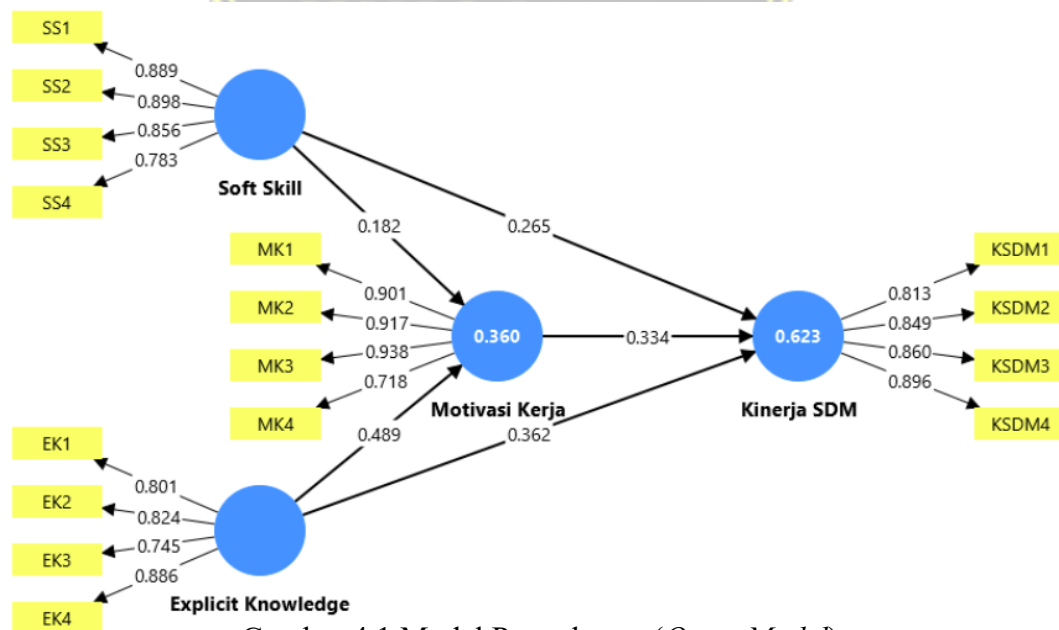 SS1
0.889
SS2
0.898
SS3
0.856
SS4
0.783
Soft Skill
0.182
0.265
MK1
0.901
MK2
0.917
MK3
0.938
MK4
0.718
0.360
Motivasi Kerja
0.334
0.623
Kinerja SDM
KSDM1
0.813
KSDM2
0.849
KSDM3
0.860
KSDM4
0.896
0.489
0.362
EK1
0.801
EK2
0.824
EK3
0.745
EK4
0.886
Explicit Knowledge